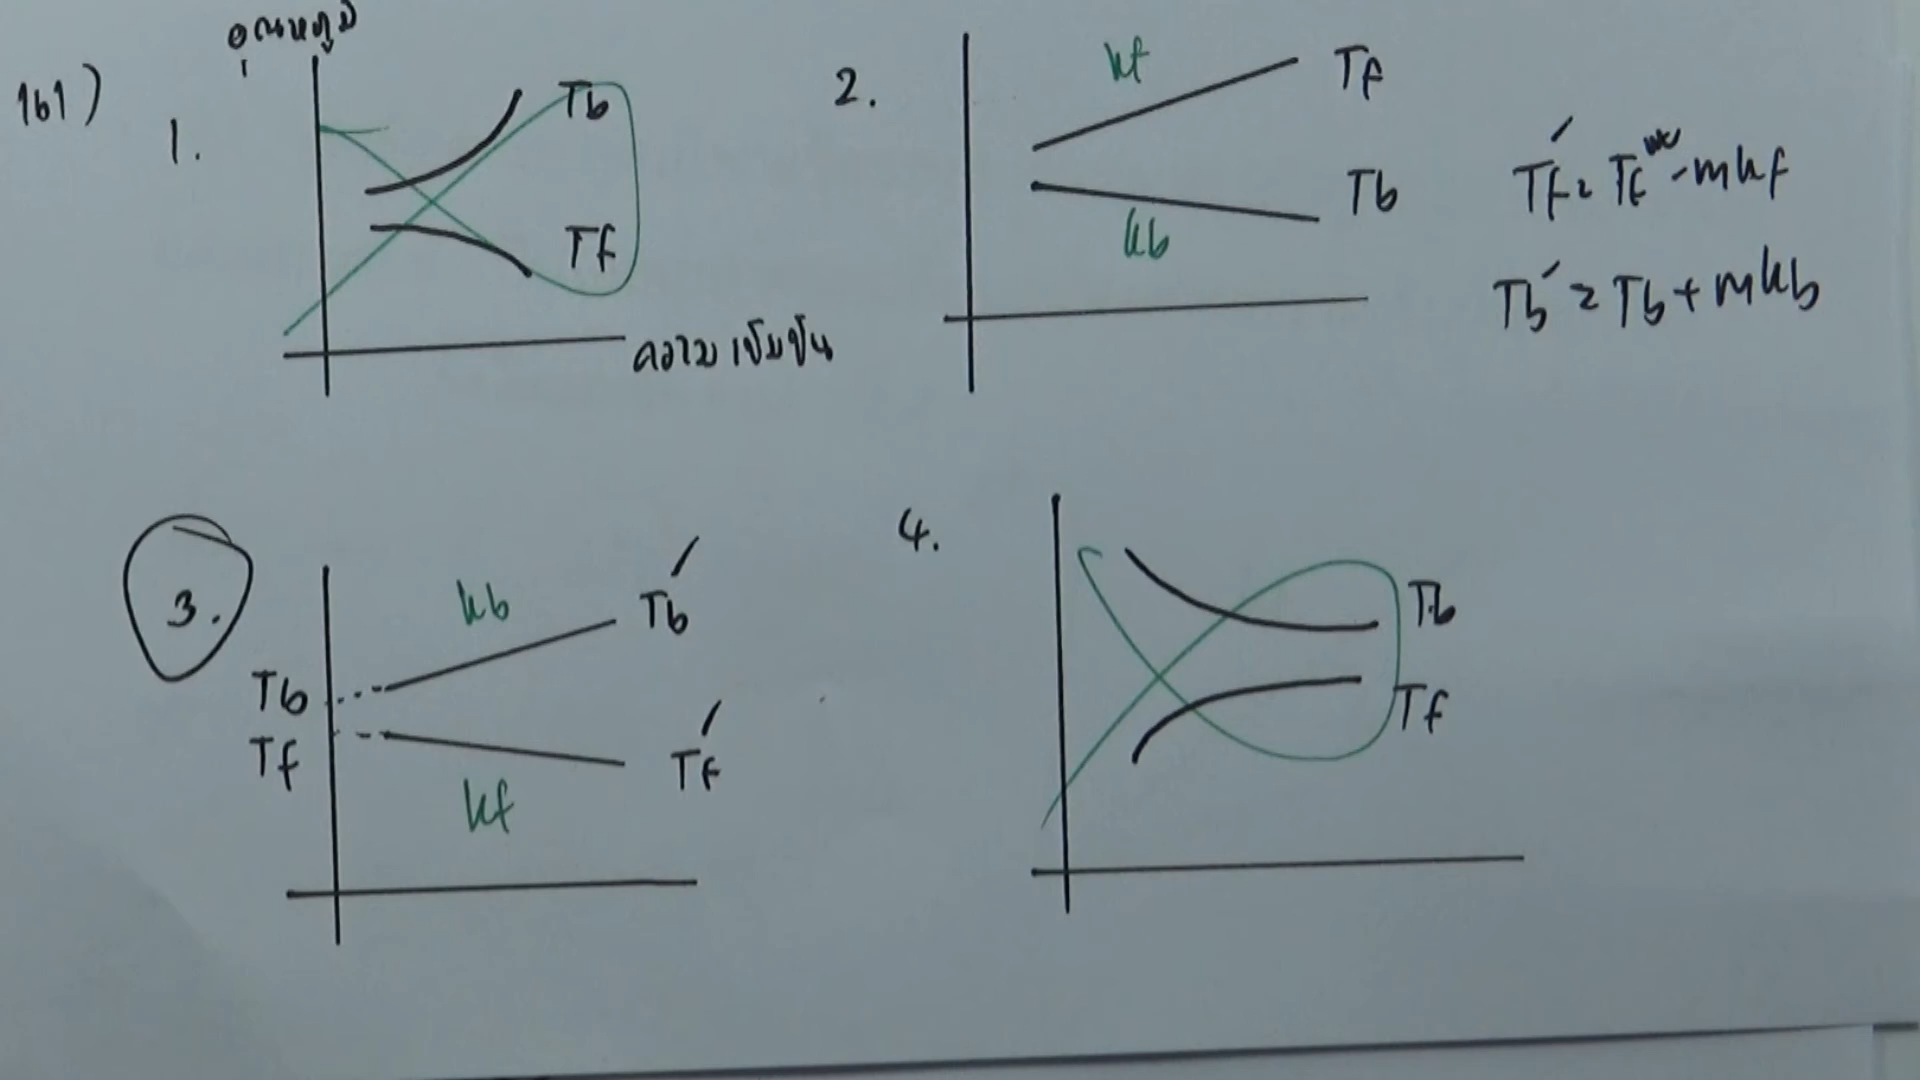 161)
อุณหภูมิ
1.
Tb
Tf
ความเข้มข้น
2.
kf
Tf
Tb
kb
Tf' = Tf - mkf
Tb' = Tb + mkb
3.
kb
Tb'
Tb
Tf
Tf'
kf
4.
Tb
Tf